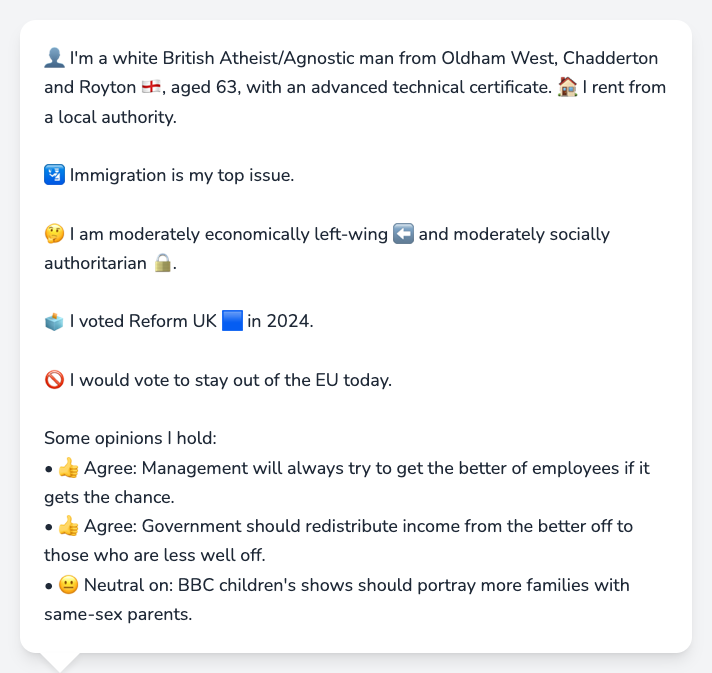 👤 I'm a white British Atheist/Agnostic man from Oldham West, Chadderton
and Royton 🏴󠁧󠁢󠁥󠁮󠁧󠁿, aged 63, with an advanced technical certificate. 🏠 I rent from
a local authority.
🛂 Immigration is my top issue.
🤔 I am moderately economically left-wing ⬅️ and moderately socially
authoritarian 🔒.
🗳️ I voted Reform UK 🟦 in 2024.
🚫 I would vote to stay out of the EU today.
Some opinions I hold:
• 👍 Agree: Management will always try to get the better of employees if it
gets the chance.
• 👍 Agree: Government should redistribute income from the better off to
those who are less well off.
• 😐 Neutral on: BBC children's shows should portray more families with
same-sex parents.